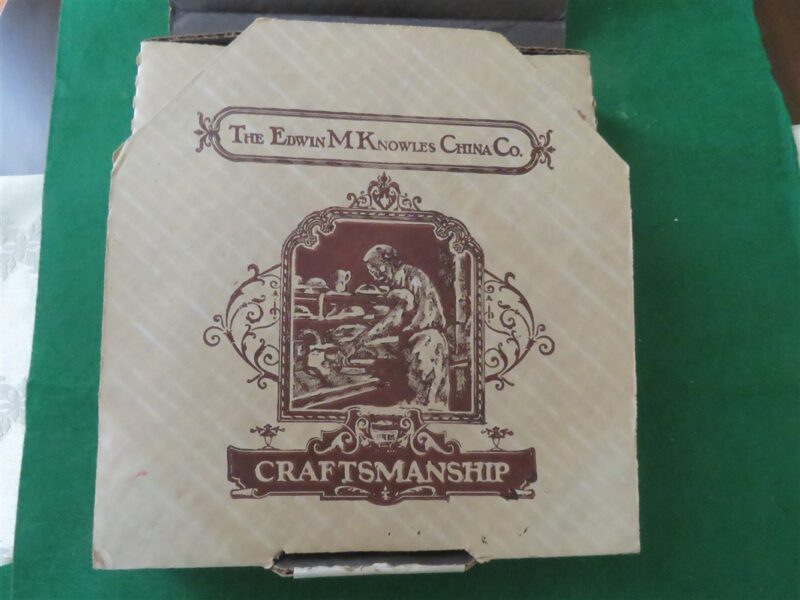 The Edwin M Knowles China Co.
CRAFTSMANSHIP